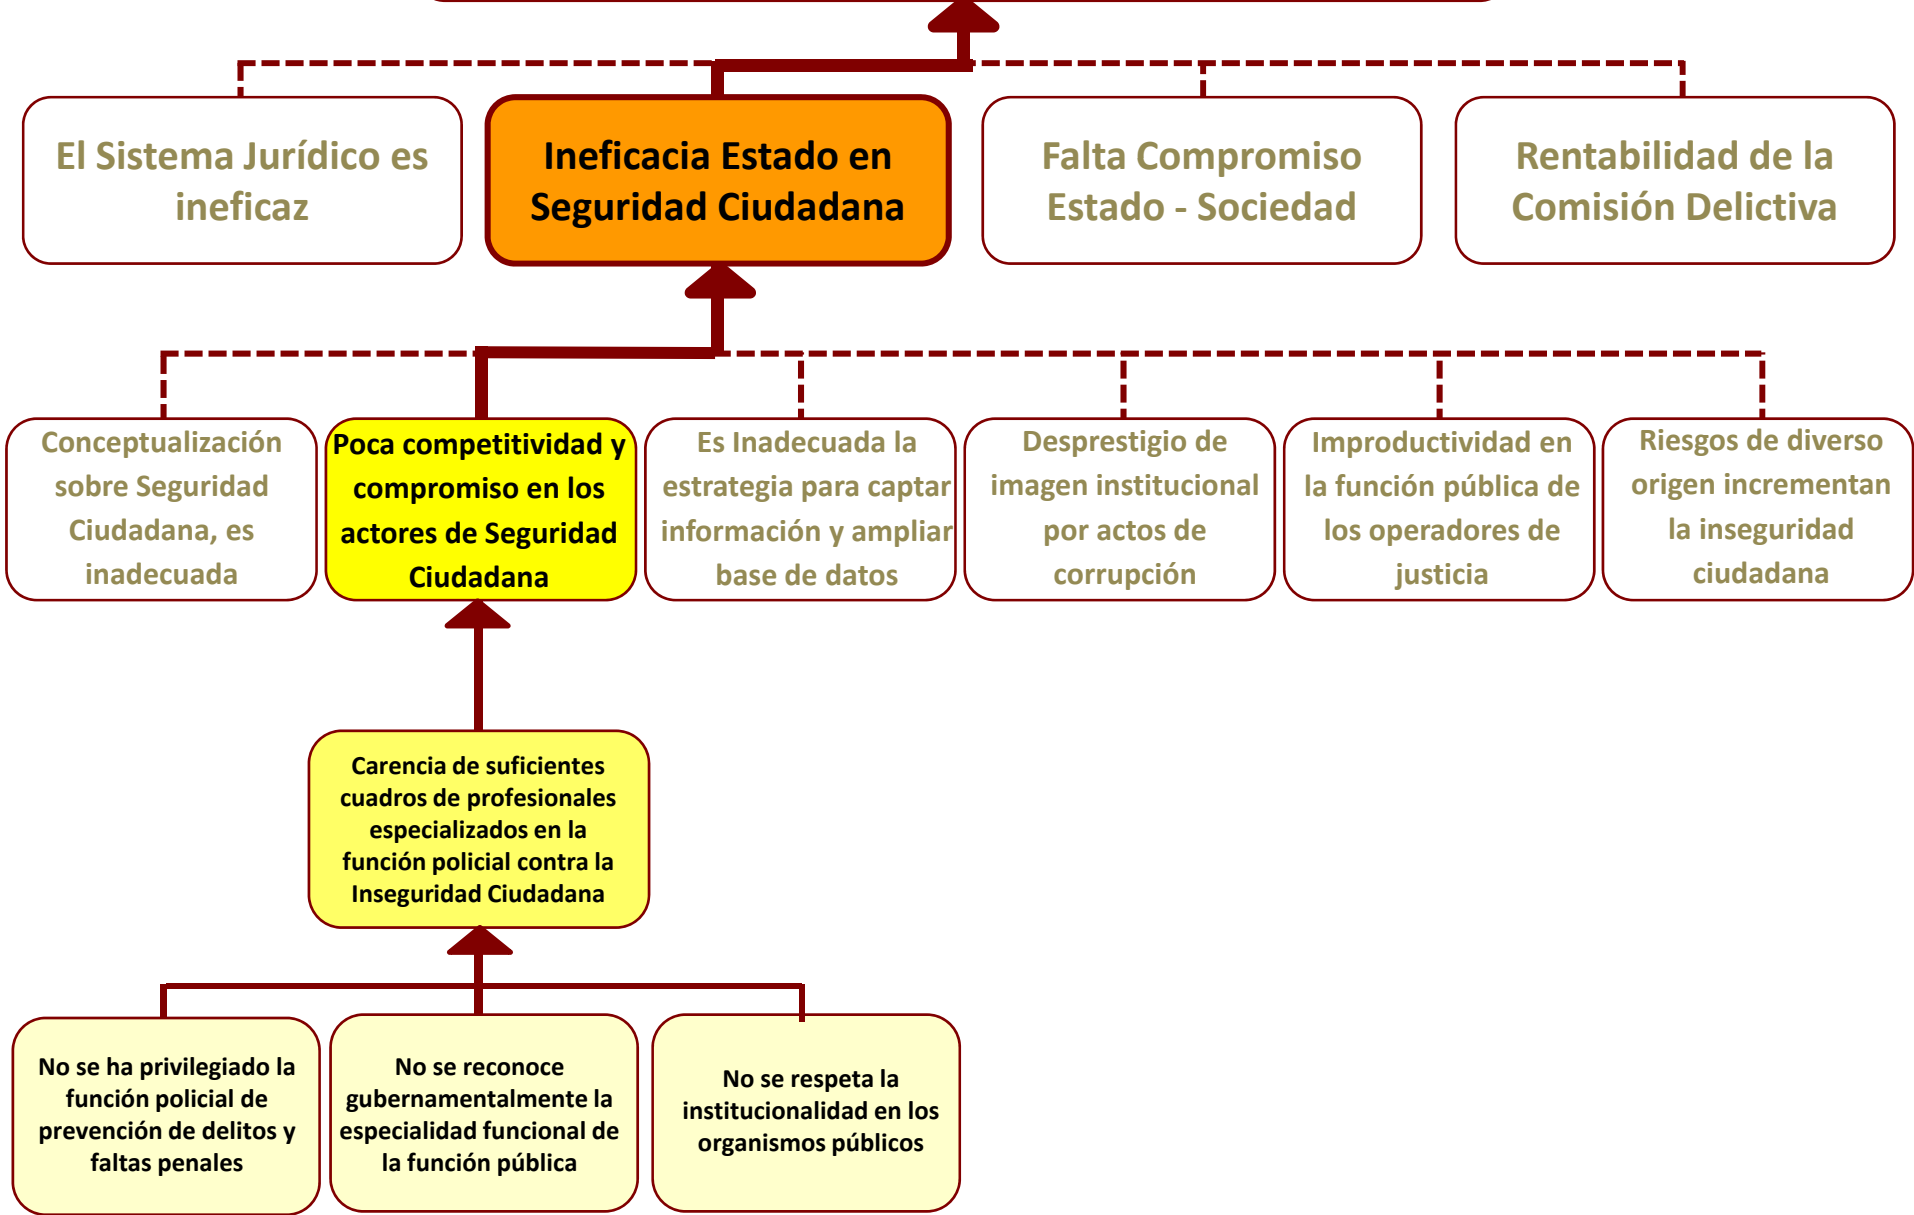 El Sistema Jurídico es
ineficaz
Ineficacia Estado en
Seguridad Ciudadana
Falta Compromiso
Estado - Sociedad
Rentabilidad de la
Comisión Delictiva
Conceptualización
sobre Seguridad
Ciudadana, es
inadecuada
Poca competitividad y
compromiso en los
actores de Seguridad
Ciudadana
Es Inadecuada la
estrategia para captar
información y ampliar
base de datos
Desprestigio de
imagen institucional
por actos de
corrupción
Improductividad en
la función pública de
los operadores de
justicia
Riesgos de diverso
origen incrementan
la inseguridad
ciudadana
Carencia de suficientes
cuadros de profesionales
especializados en la
función policial contra la
Inseguridad Ciudadana
No se ha privilegiado la
función policial de
prevención de delitos y
faltas penales
No se reconoce
gubernamentalmente la
especialidad funcional de
la función pública
No se respeta la
institucionalidad en los
organismos públicos